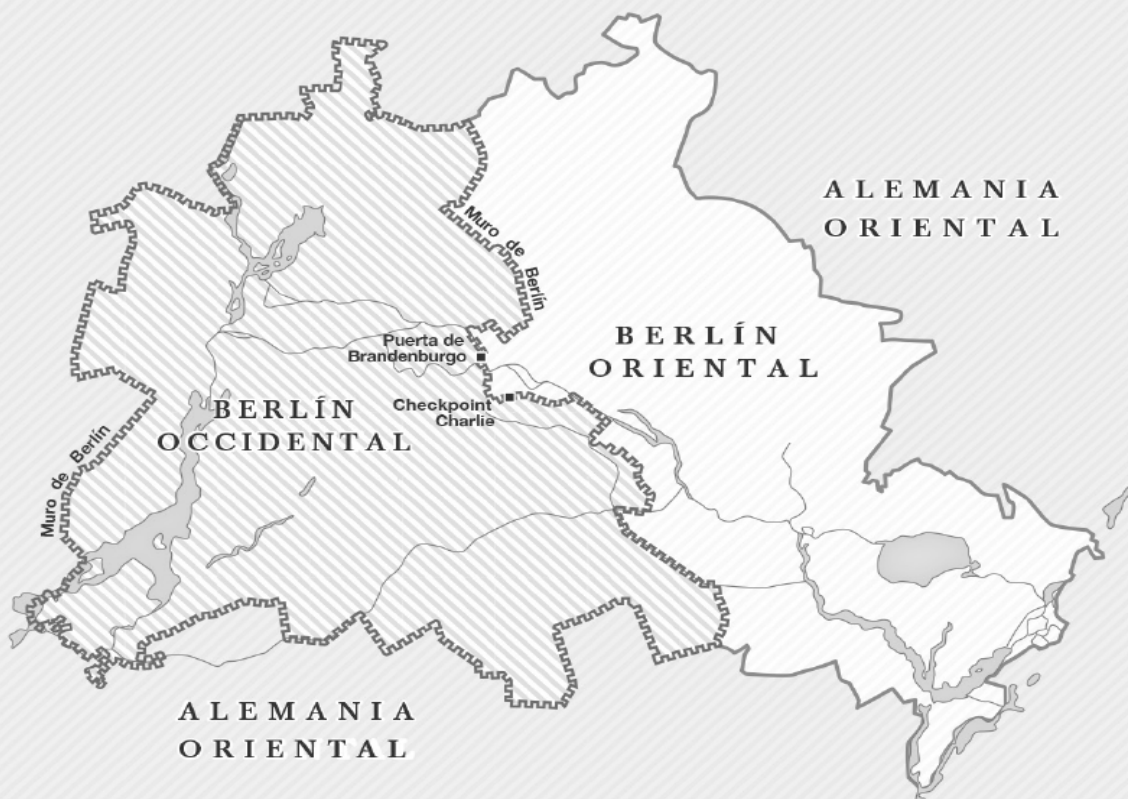 ALEMANIA
ORIENTAL
Muro de Berlín
BERLÍN
ORIENTAL
Puerta de
Brandenburgo
Checkpoint
Charlie
BERLÍN
OCCIDENTAL
Muro de Berlín
ALEMANIA
ORIENTAL